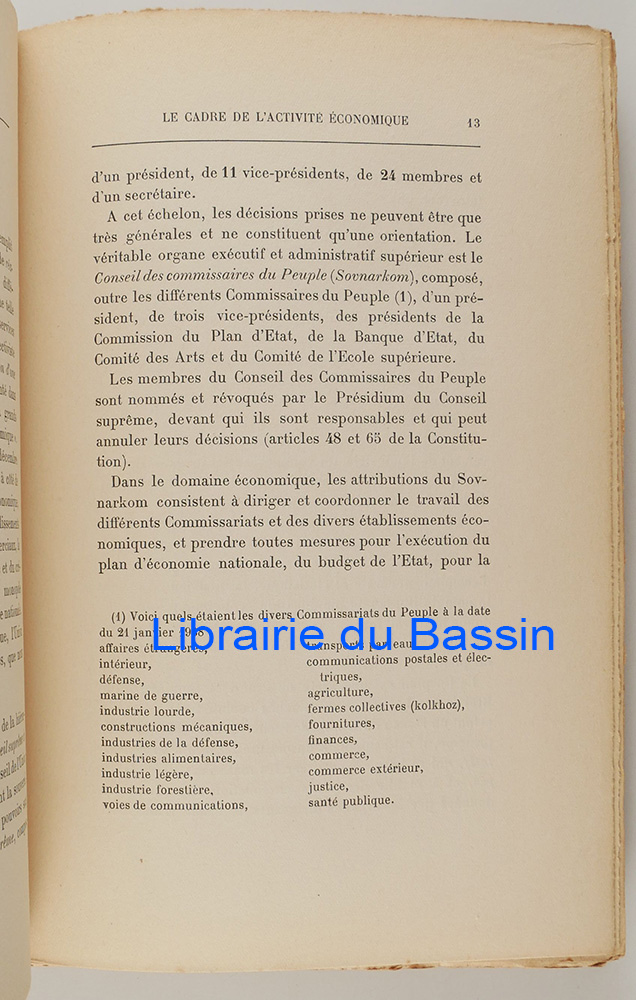 LE CADRE DE L'ACTIVITÉ ÉCONOMIQUE 13
d'un président, de 11 vice-présidents, de 24 membres et
d'un secrétaire.
A cet échelon, les décisions prises ne peuvent être que
très générales et ne constituent qu'une orientation. Le
véritable organe exécutif et administratif supérieur est le
Conseil des commissaires du Peuple (Sovnarkom), composé,
outre les différents Commissaires du Peuple (1), d'un pré-
sident, de trois vice-présidents, des présidents de la
Commission du Plan d'Etat, de la Banque d'Etat, du
Comité des Arts et du Comité de l'Ecole supérieure.
Les membres du Conseil des Commissaires du Peuple
sont nommés et révoqués par le Présidium du Conseil
suprême, devant qui ils sont responsables et qui peut
annuler leurs décisions (articles 48 et 65 de la Constitu-
tion).
Dans le domaine économique, les attributions du Sov-
narkom consistent à diriger et coordonner le travail des
différents Commissariats et des divers établissements éco-
nomiques, et prendre toutes mesures pour l'exécution du
plan d'économie nationale, du budget de l'Etat, pour la
(1) Voici quels étaient les divers Commissariats du Peuple à la date
du 21 janvier
affaires étrangères,
intérieur,
défense,
marine de guerre,
industrie lourde,
constructions mécaniques,
industries de la défense,
industries alimentaires,
industrie légère,
industrie forestière,
voies de communications,
transports par eau
communications postales et élec-
triques,
agriculture,
fermes collectives (kolkhoz),
fournitures,
finances,
commerce,
commerce extérieur,
justice,
santé publique.
Librairie du Bassin